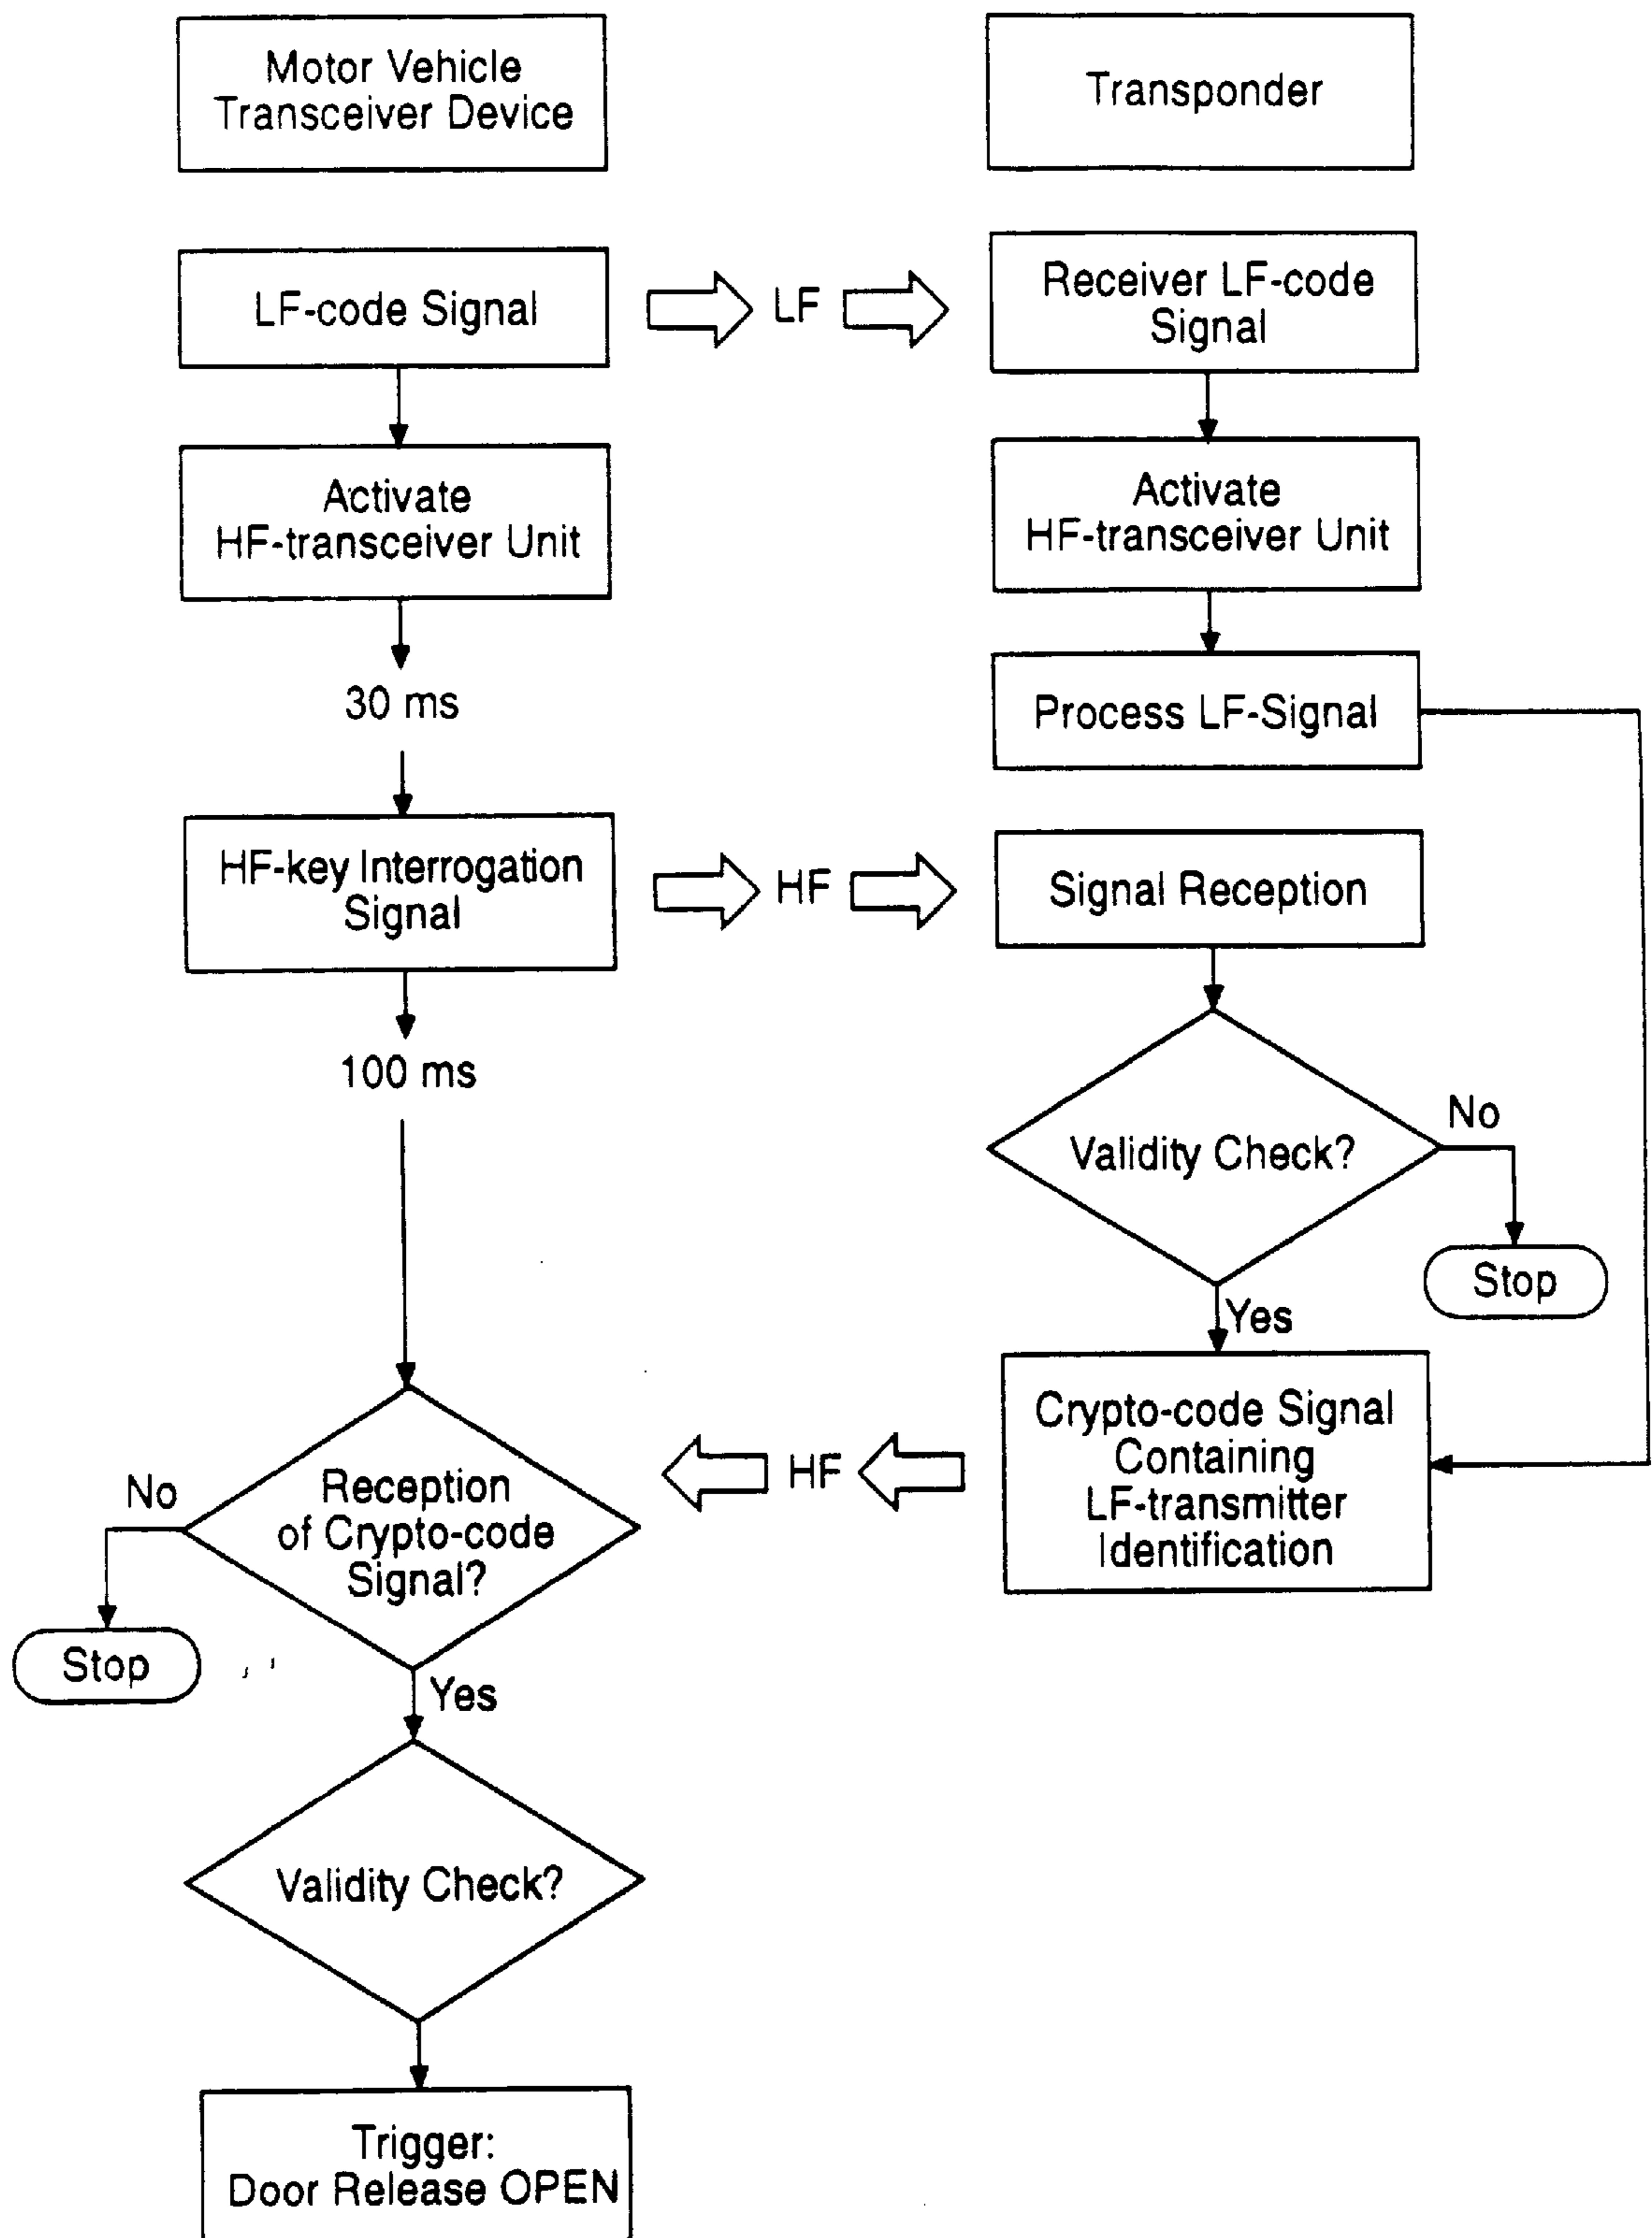 Motor Vehicle
Transceiver Device
Transponder
LF-code Signal
LF
Receiver LF-code
Signal
Activate
HF-transceiver Unit
Activate
HF-transceiver Unit
30 ms
Process LF-Signal
HF-key Interrogation
Signal
HF
Signal Reception
100 ms
Validity Check?
No
Stop
Yes
Crypto-code Signal
Containing
LF-transmitter
Identification
HF
Reception
of Crypto-code
Signal?
No
Stop
Yes
Validity Check?
Trigger:
Door Release OPEN